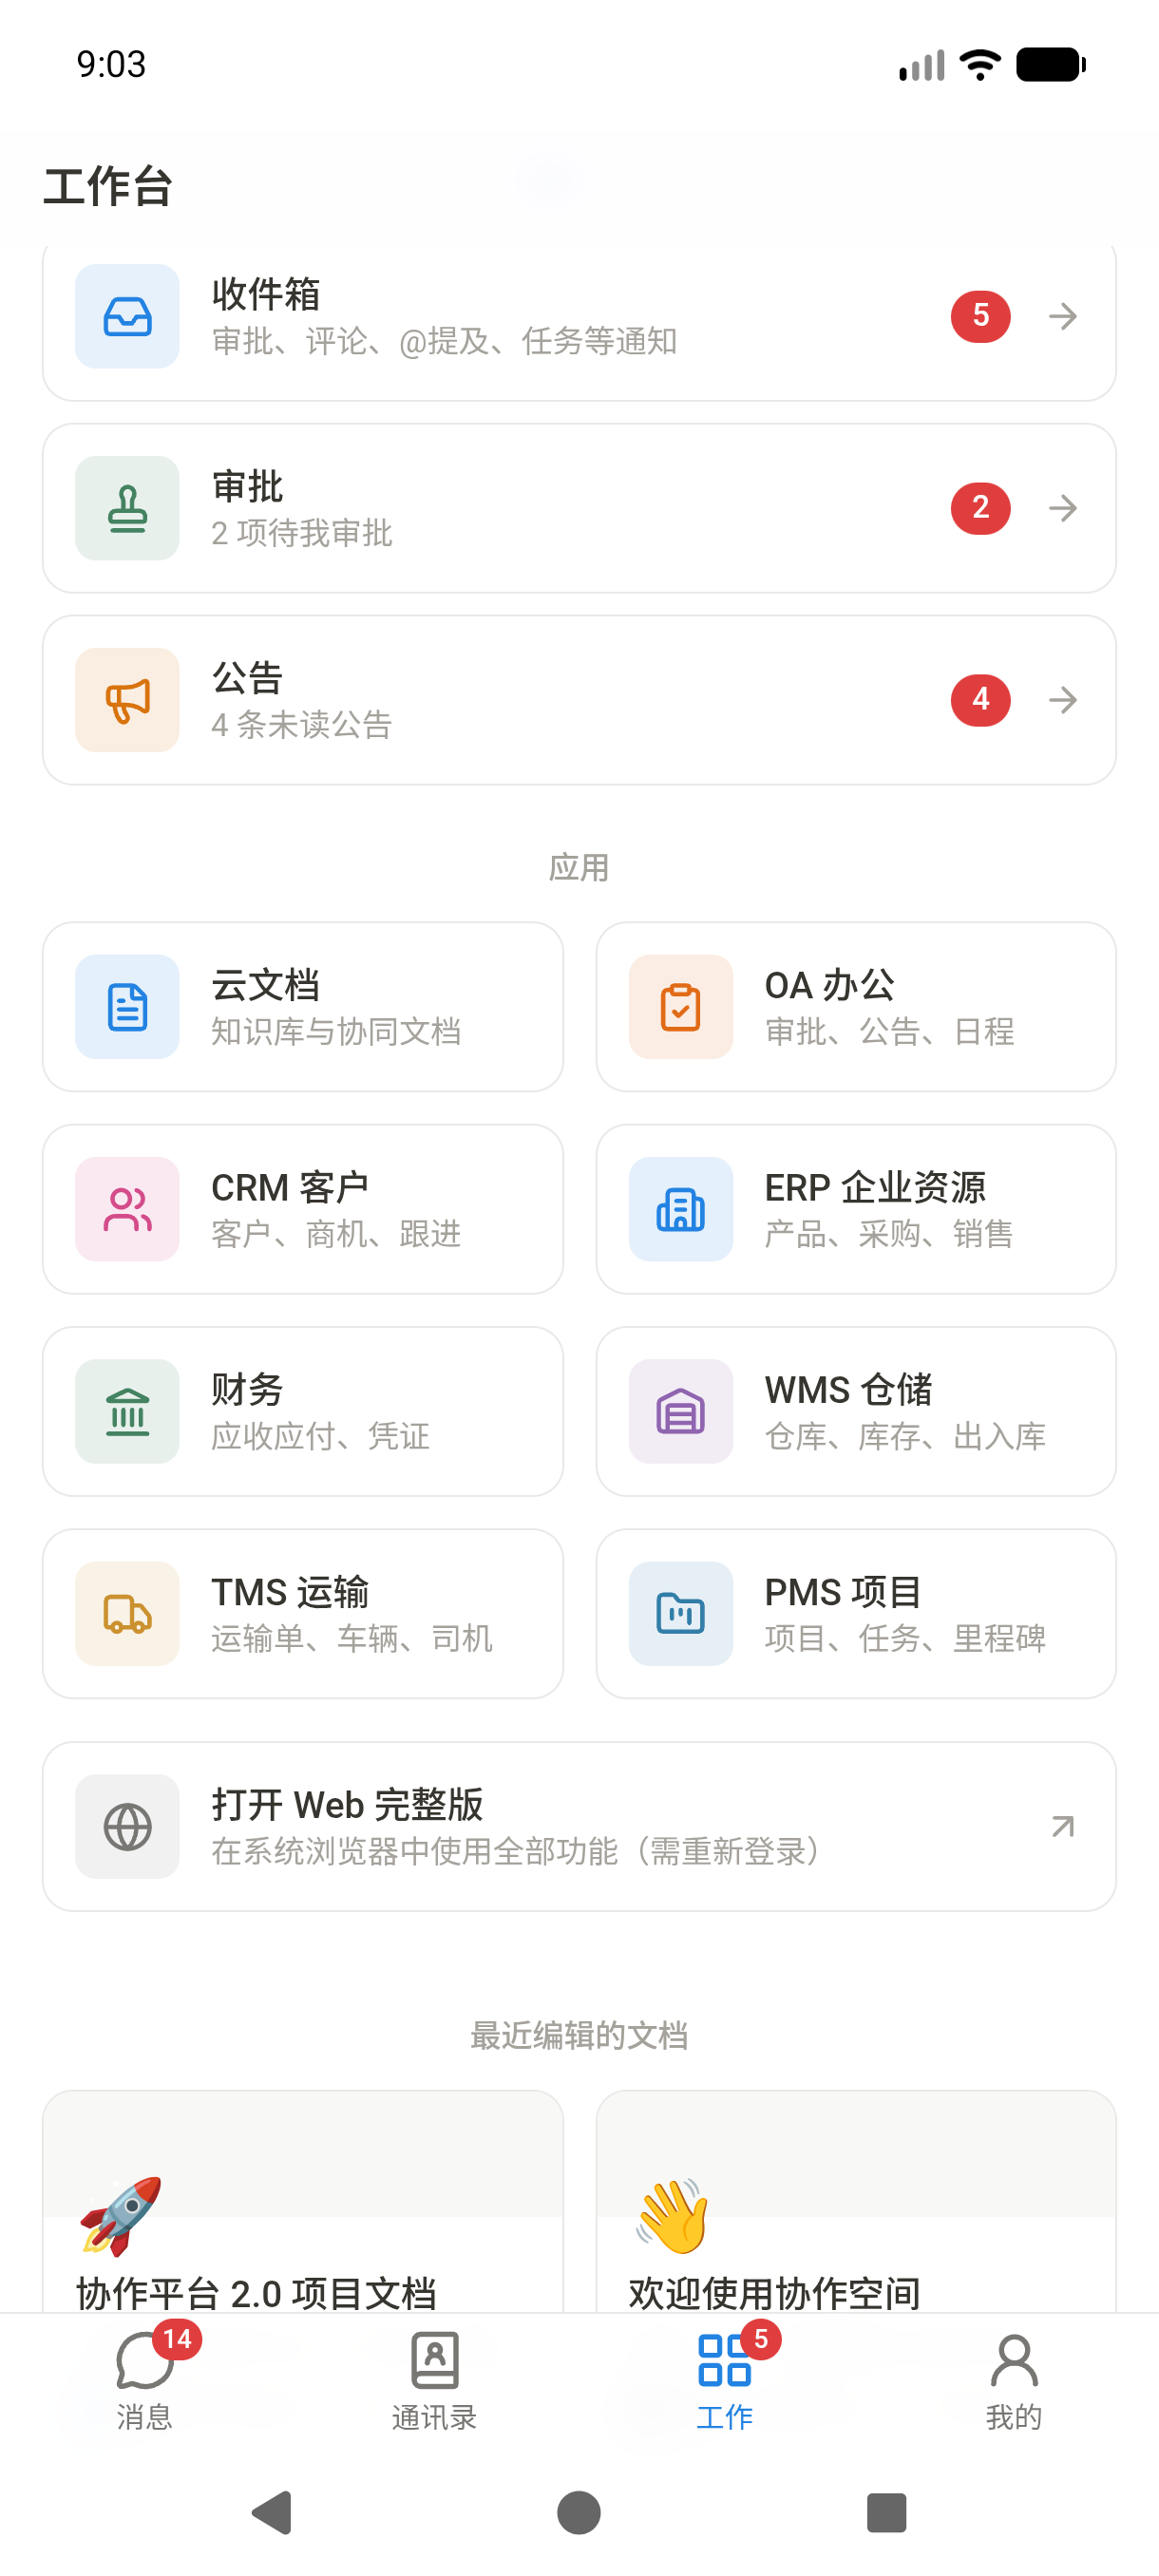 9:03
工作台
收件箱
审批、评论、@提及、任务等通知
5
审批
2 项待我审批
2
公告
4 条未读公告
4
应用
云文档
知识库与协同文档
OA 办公
审批、公告、日程
CRM 客户
客户、商机、跟进
ERP 企业资源
产品、采购、销售
财务
应收应付、凭证
WMS 仓储
仓库、库存、出入库
TMS 运输
运输单、车辆、司机
PMS 项目
项目、任务、里程碑
打开 Web 完整版
在系统浏览器中使用全部功能（需重新登录）
最近编辑的文档
协作平台 2.0 项目文档
欢迎使用协作空间
14
消息
通讯录
5
工作
我的